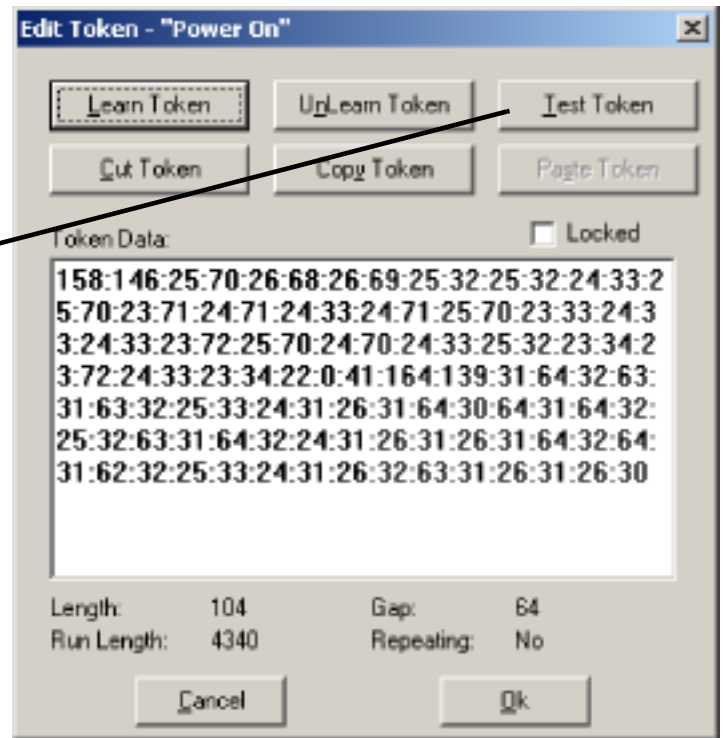 Edit Token - "Power On"
Learn Token UnLearn Token Test Token
Cut Token Copy Token Paste Token
Token Data: Locked
158:146:25:70:26:68:26:69:25:32:25:32:24:33:2
5:70:23:71:24:71:24:33:24:71:25:70:23:33:24:3
3:24:33:23:72:25:70:24:70:24:33:25:32:23:34:2
3:72:24:33:23:34:22:0:41:164:139:31:64:32:63:
31:63:32:25:33:24:31:26:31:64:30:64:31:64:32:
25:32:63:31:64:32:24:31:26:31:26:31:64:32:64:
31:62:32:25:33:24:31:26:32:63:31:26:31:26:30
Length: 104 Gap: 64
Run Length: 4340 Repeating: No
Cancel Ok